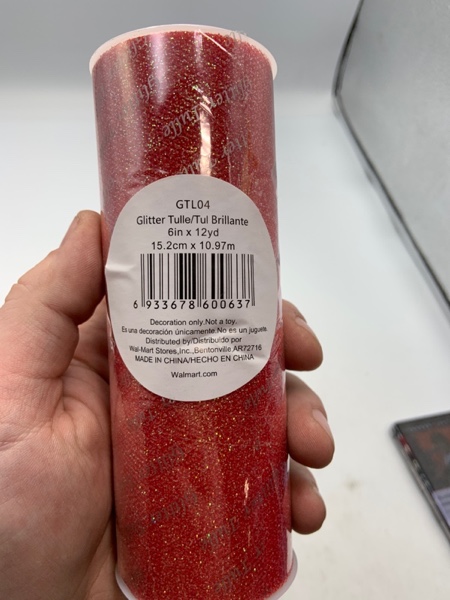 GTL04
Glitter Tulle/Tul Brillante
6in x 12yd
15.2cm x 10.97m
6 933678 600637
Decoration only.Not a toy.
Es una decoración únicamente.No es un juguete.
Distributed by/Distribuido por
Wal-Mart Stores,Inc.,Bentonville AR72716
MADE IN CHINA/HECHO EN CHINA
Walmart.com
glitter tulle